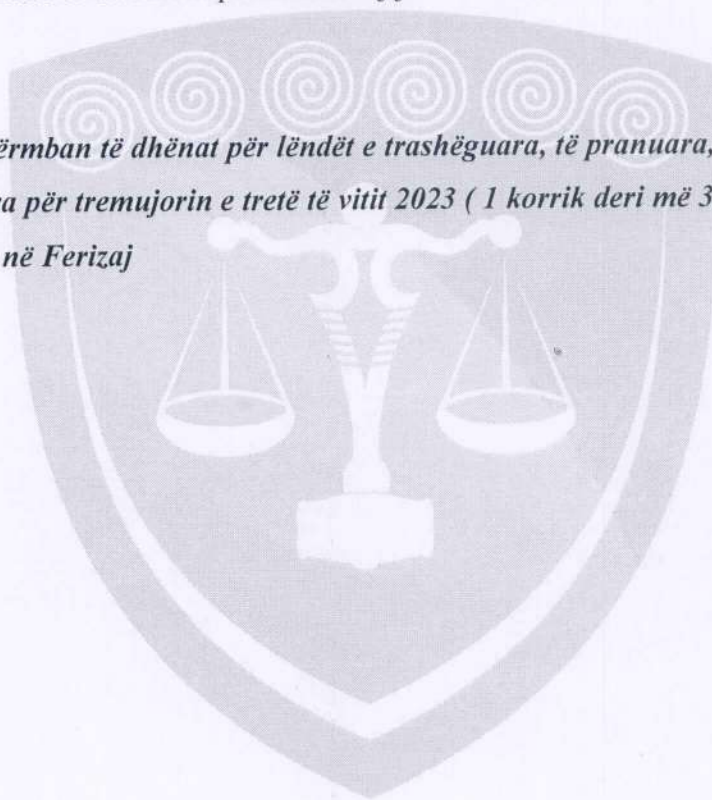 ërmban të dhënat për lëndët e trashëguara, të pranuara,
a për tremujorin e tretë të vitit 2023 ( 1 korrik deri më 3
në Ferizaj